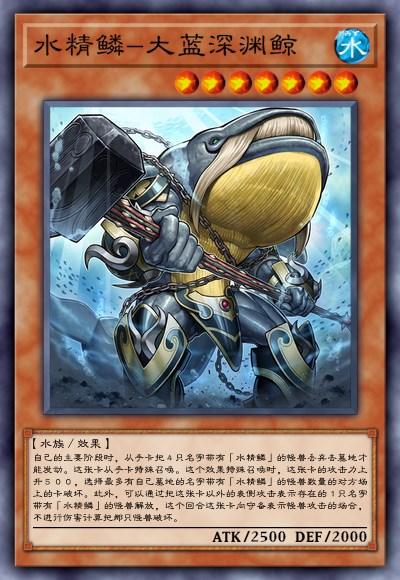 水精鳞-大蓝深渊鲸
水
【水族／效果】
自己的主要阶段时，从手卡把4只名字带有「水精鳞」的怪兽丢弃去墓地才
能发动。这张卡从手卡特殊召唤。这个效果特殊召唤时，这张卡的攻击力上
升500，选择最多有自己墓地的名字带有「水精鳞」的怪兽数量的对方场
上的卡破坏。此外，可以通过把这张卡以外的表侧攻击表示存在的1只名字
带有「水精鳞」的怪兽解放，这个回合这张卡向守备表示怪兽攻击的场合，
不进行伤害计算把那只怪兽破坏。
ATK/2500 DEF/2000